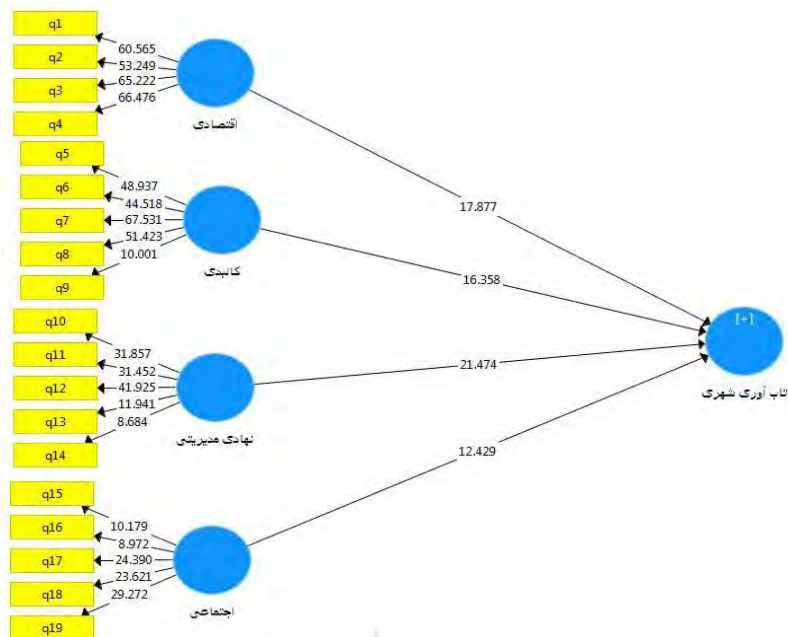 q1
q2
q3
q4
60.565
53.249
65.222
66.476
اقتصادی
q5
q6
q7
q8
q9
48.937
44.518
67.531
51.423
10.001
کالبدی
q10
q11
q12
q13
q14
31.857
31.452
41.925
11.941
8.684
نهادی مدیریتی
q15
q16
q17
q18
q19
10.179
8.972
24.390
23.621
29.272
اجتماعی
17.877
16.358
21.474
12.429
[+]
تاب آوری شهری